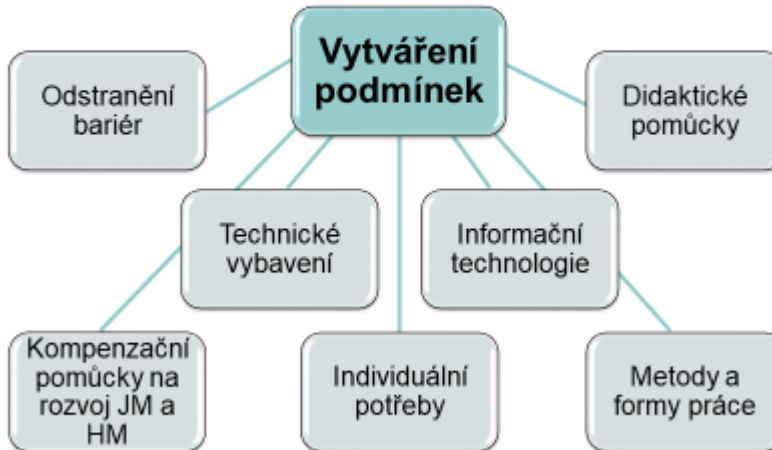 Vytváření
podmínek
Odstranění
bariér
Didaktické
pomůcky
Technické
vybavení
Informační
technologie
Kompenzační
pomůcky na
rozvoj JM a
HM
Individuální
potřeby
Metody a
formy práce